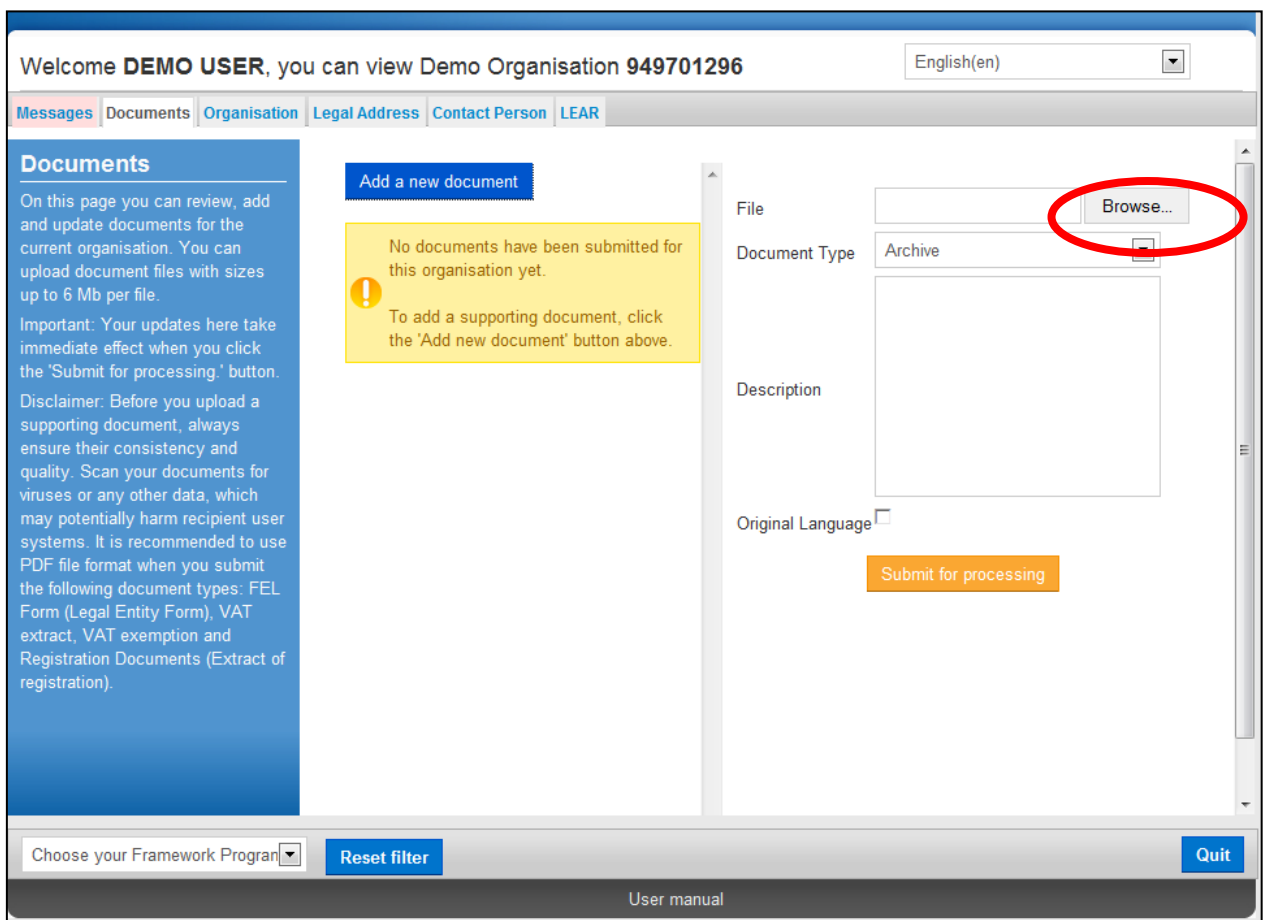 Welcome DEMO USER, you can view Demo Organisation 949701296
English(en)
Messages Documents Organisation Legal Address Contact Person LEAR
Documents
On this page you can review, add
and update documents for the
current organisation. You can
upload document files with sizes
up to 6 Mb per file.
Important: Your updates here take
immediate effect when you click
the 'Submit for processing.' button.
Disclaimer: Before you upload a
supporting document, always
ensure their consistency and
quality. Scan your documents for
viruses or any other data, which
may potentially harm recipient user
systems. It is recommended to use
PDF file format when you submit
the following document types: FEL
Form (Legal Entity Form), VAT
extract, VAT exemption and
Registration Documents (Extract of
registration).
Add a new document
No documents have been submitted for
this organisation yet.
To add a supporting document, click
the 'Add new document' button above.
File
Browse...
Document Type
Archive
Description
Original Language
Submit for processing
Choose your Framework Progran
Reset filter
Quit
User manual